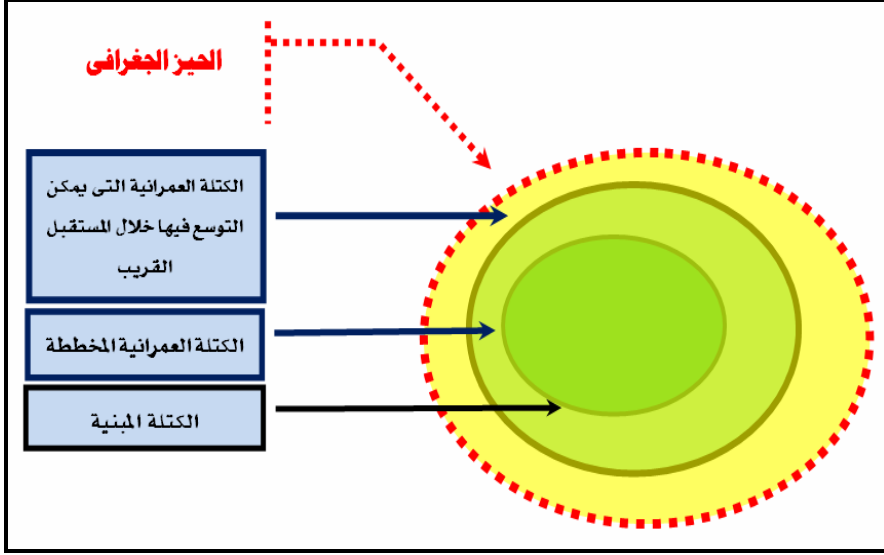 الحيز الجغرافى
الكتلة العمرانية التى يمكن
التوسع فيها خلال المستقبل
القريب
الكتلة العمرانية المخططة
الكتلة المبنية